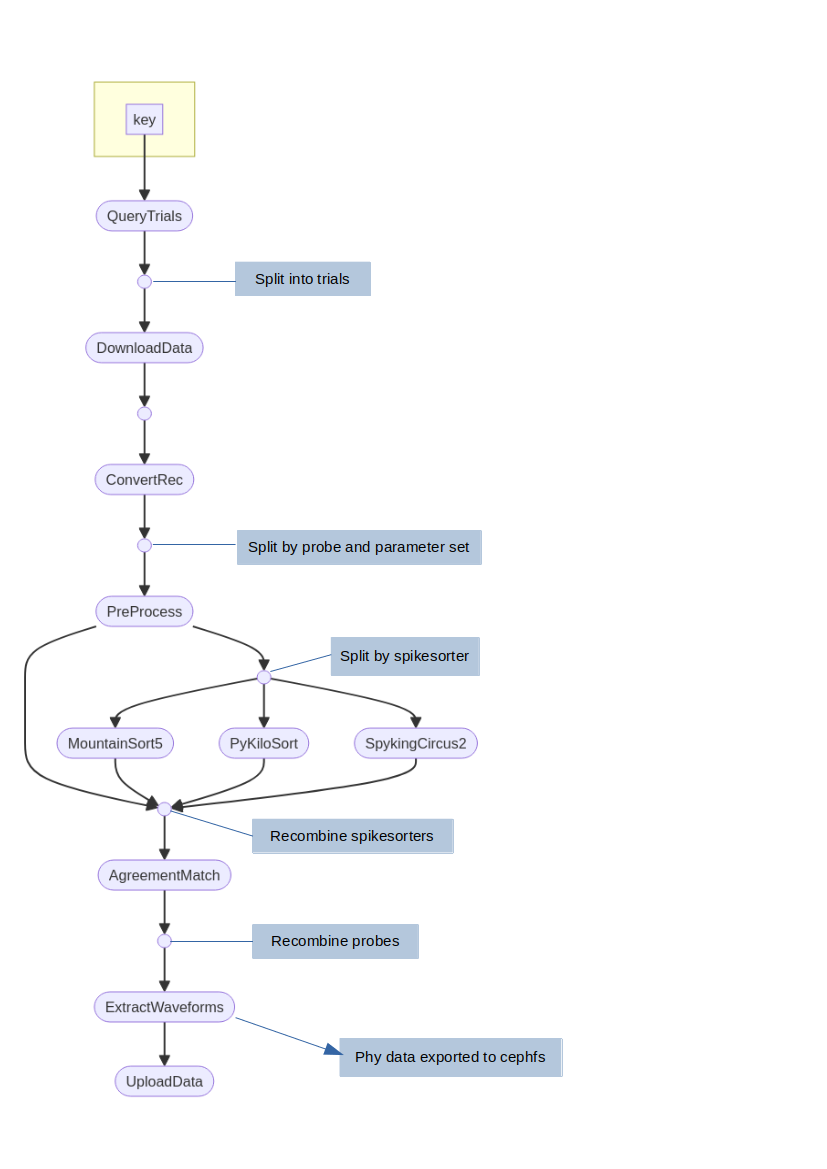 key
QueryTrials
Split into trials
DownloadData
ConvertRec
Split by probe and parameter set
PreProcess
Split by spikesorter
MountainSort5
PyKiloSort
SpykingCircus2
Recombine spikesorters
AgreementMatch
Recombine probes
ExtractWaveforms
Phy data exported to cephfs
UploadData